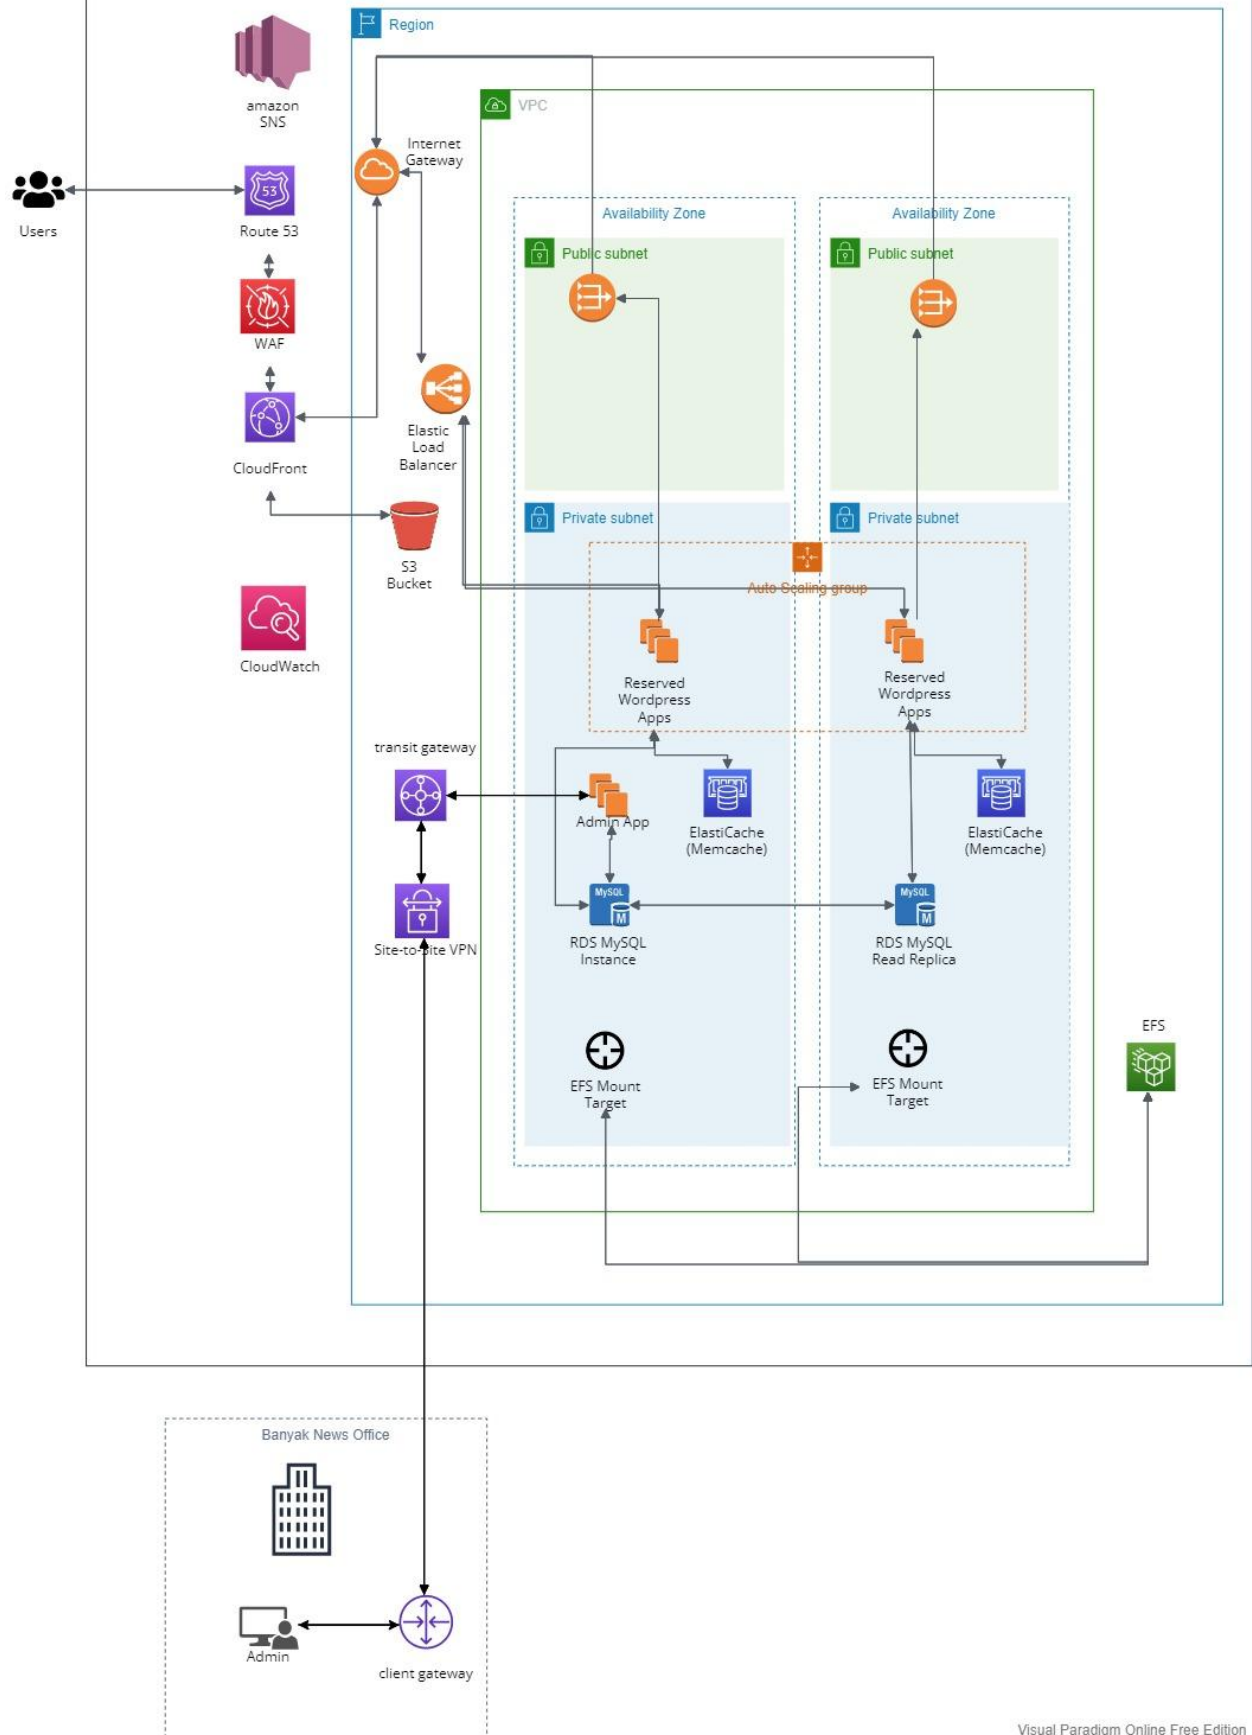 Region
amazon
SNS
VPC
Internet
Gateway
53
Users
Route 53
Availability Zone
Availability Zone
Public subnet
Public subnet
WAF
Elastic
Load
Balancer
CloudFront
Private subnet
Private subnet
S3
Bucket
Auto Scaling group
CloudWatch
Reserved
Wordpress
Apps
Reserved
Wordpress
Apps
transit gateway
Admin App
ElastiCache
(Memcache)
ElastiCache
(Memcache)
MySQL
M
MySQL
M
Site-to-Site VPN
RDS MySQL
Instance
RDS MySQL
Read Replica
EFS
EFS Mount
Target
EFS Mount
Target
Banyak News Office
Admin
client gateway
Visual Paradigm Online Free Edition